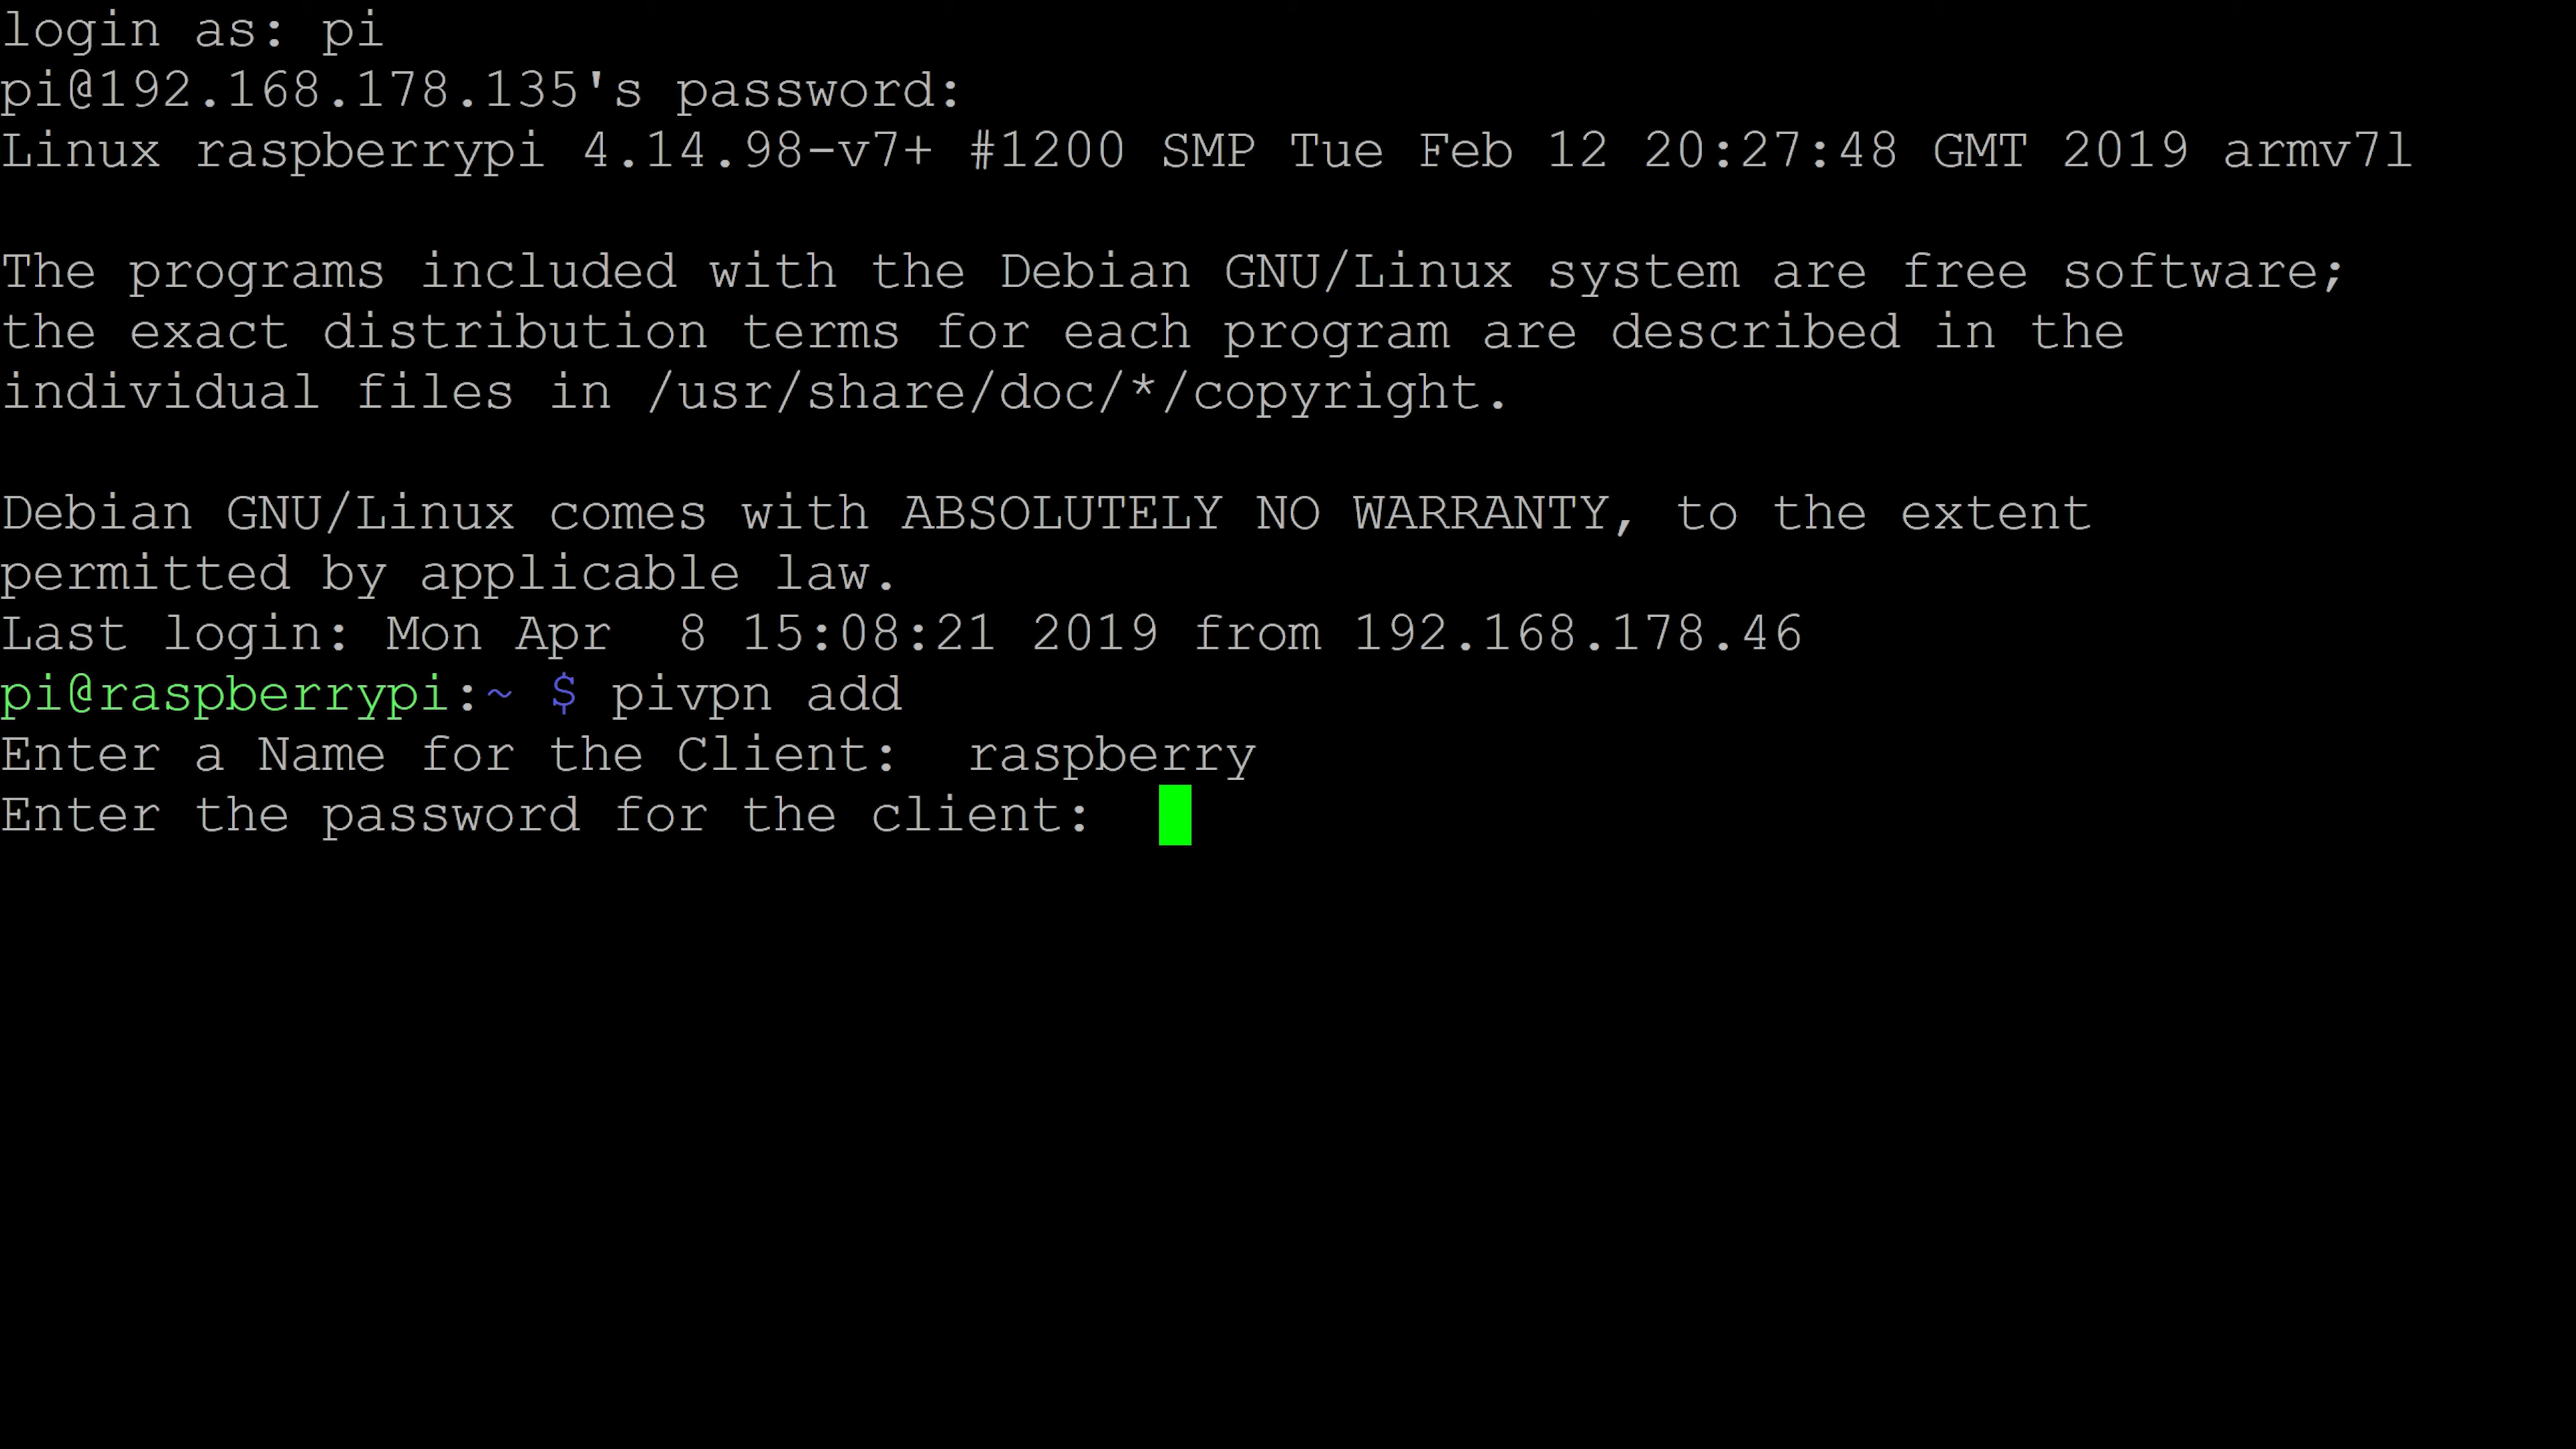 login as: pi
pi@192.168.178.135's password:
Linux raspberrypi 4.14.98-v7+ #1200 SMP Tue Feb 12 20:27:48 GMT 2019 armv7l

The programs included with the Debian GNU/Linux system are free software;
the exact distribution terms for each program are described in the
individual files in /usr/share/doc/*/copyright.

Debian GNU/Linux comes with ABSOLUTELY NO WARRANTY, to the extent
permitted by applicable law.
Last login: Mon Apr  8 15:08:21 2019 from 192.168.178.46
pi@raspberrypi:~ $ pivpn add
Enter a Name for the Client:  raspberry
Enter the password for the client: